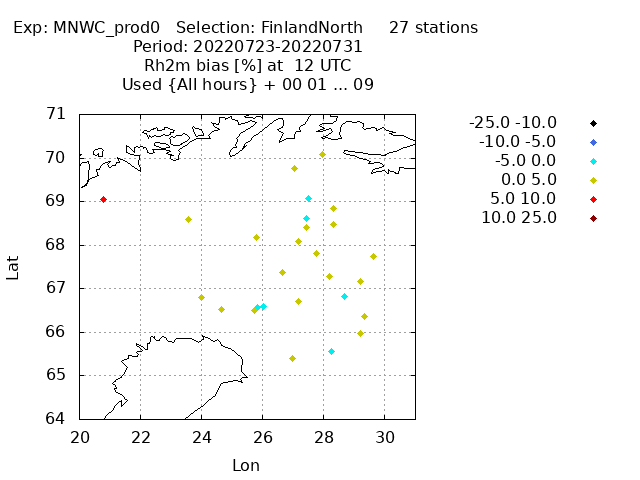 Exp: MNWC_prod0 Selection: FinlandNorth 27 stations
Period: 20220723-20220731
Rh2m bias [%] at 12 UTC
Used {All hours} + 00 01 ... 09
-25.0 -10.0
-10.0 -5.0
-5.0 0.0
0.0 5.0
5.0 10.0
10.0 25.0
71
70
69
68
67
66
65
64
Lat
20 22 24 26 28 30
Lon